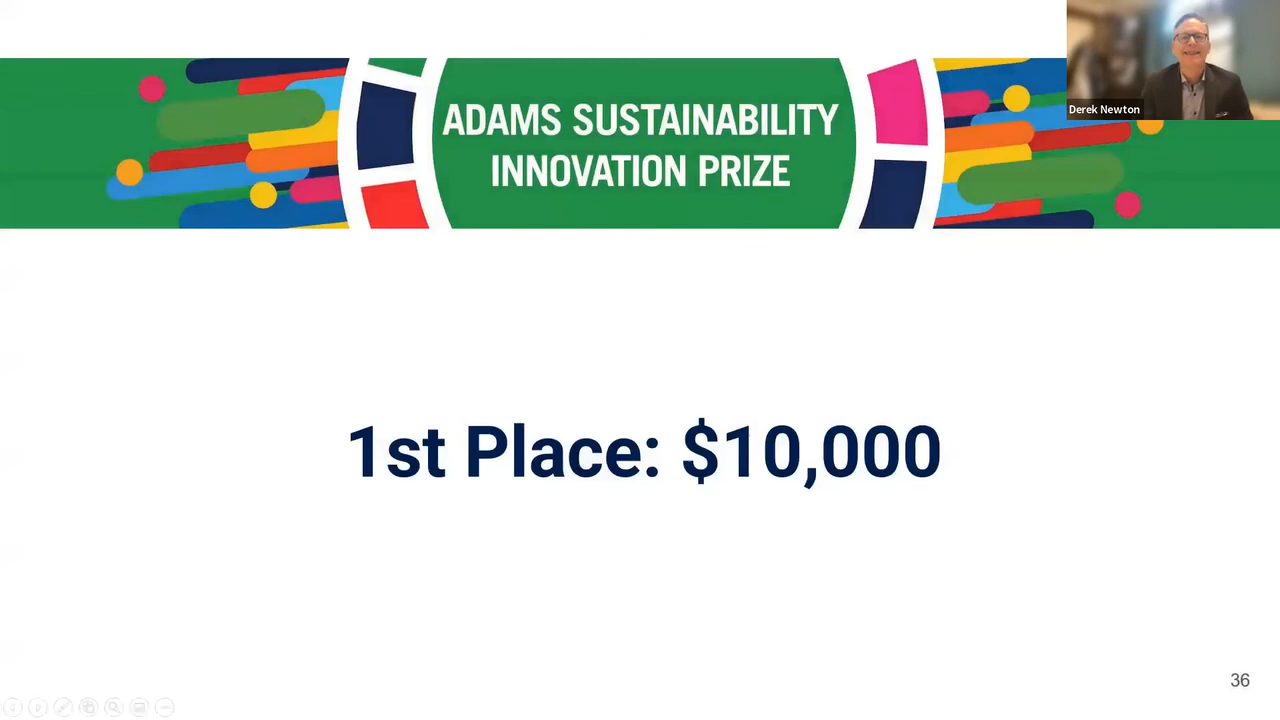 ADAMS SUSTAINABILITY
INNOVATION PRIZE
Derek Newton
1st Place: $10,000
36